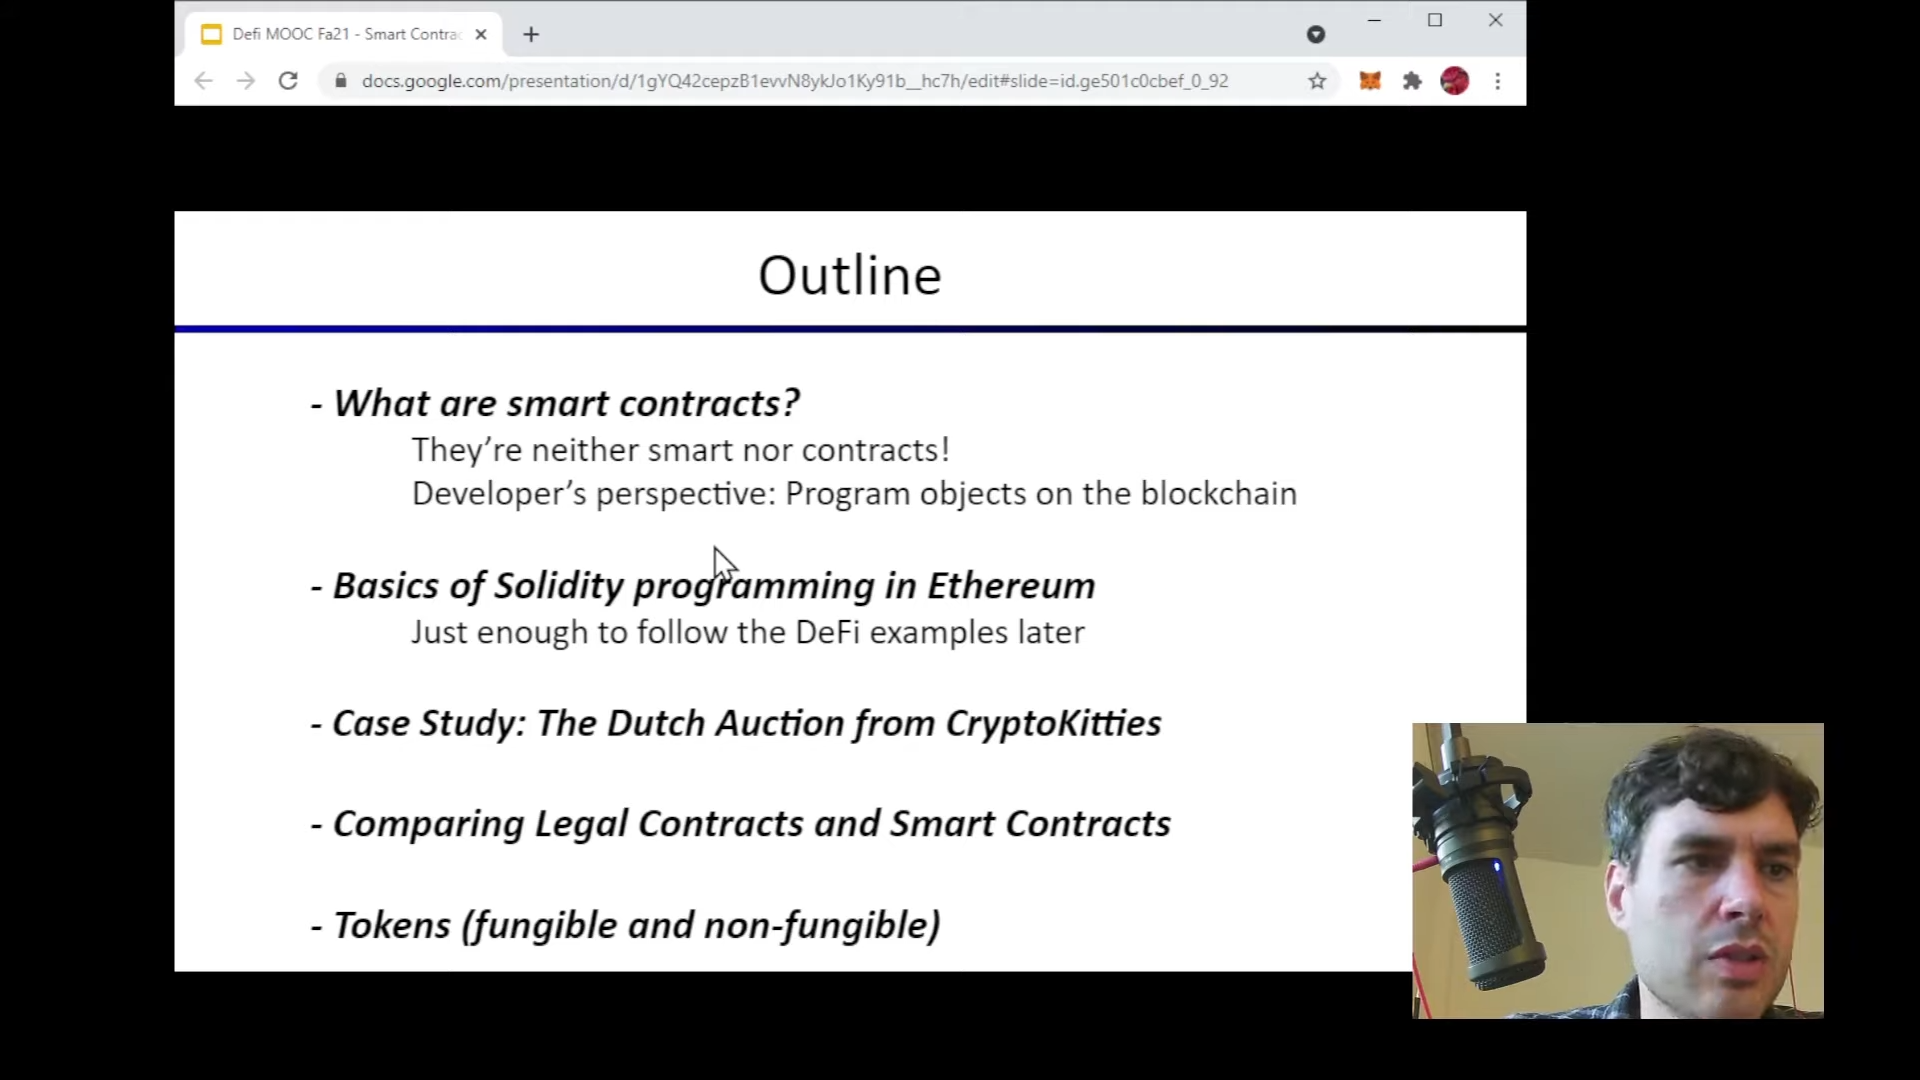 Defi MOOC Fa21 - Smart Contrac
docs.google.com/presentation/d/1gYQ42cepzB1evvN8ykJo1Ky91b__hc7h/edit#slide=id.ge501c0cbef_0_92
Outline
- What are smart contracts?
They’re neither smart nor contracts!
Developer’s perspective: Program objects on the blockchain
- Basics of Solidity programming in Ethereum
Just enough to follow the DeFi examples later
- Case Study: The Dutch Auction from CryptoKitties
- Comparing Legal Contracts and Smart Contracts
- Tokens (fungible and non-fungible)